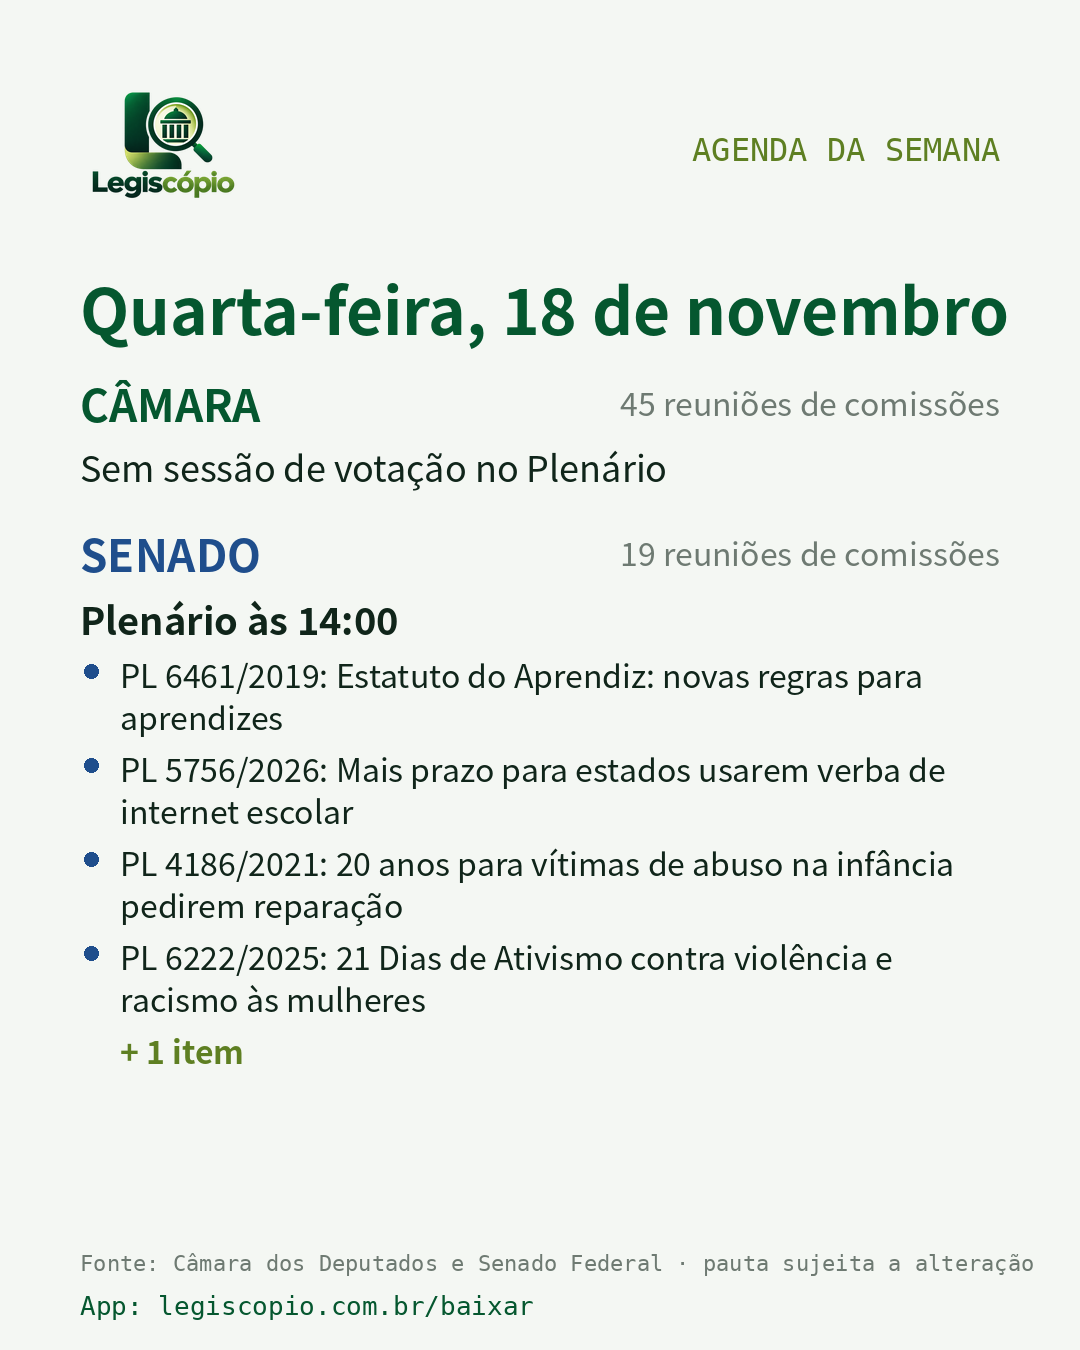 Legiscópio
AGENDA DA SEMANA
Quarta-feira, 18 de novembro
CÂMARA
45 reuniões de comissões
Sem sessão de votação no Plenário
SENADO
19 reuniões de comissões
Plenário às 14:00
PL 6461/2019: Estatuto do Aprendiz: novas regras para
aprendizes
PL 5756/2026: Mais prazo para estados usarem verba de
internet escolar
PL 4186/2021: 20 anos para vítimas de abuso na infância
pedirem reparação
PL 6222/2025: 21 Dias de Ativismo contra violência e
racismo às mulheres
+ 1 item
Fonte: Câmara dos Deputados e Senado Federal · pauta sujeita a alteração
App: legiscopio.com.br/baixar